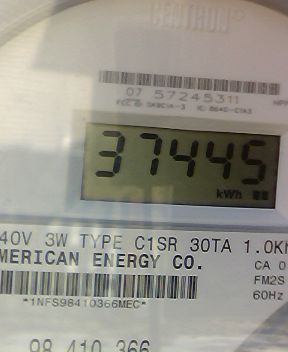 CENTRON®
07 57245311
37445
kWh
40V 3W TYPE C1SR 30TA 1.0K
MERICAN ENERGY CO.
CA 0
FM2S
60Hz
*1NFS98410366MEC*
98 410 366